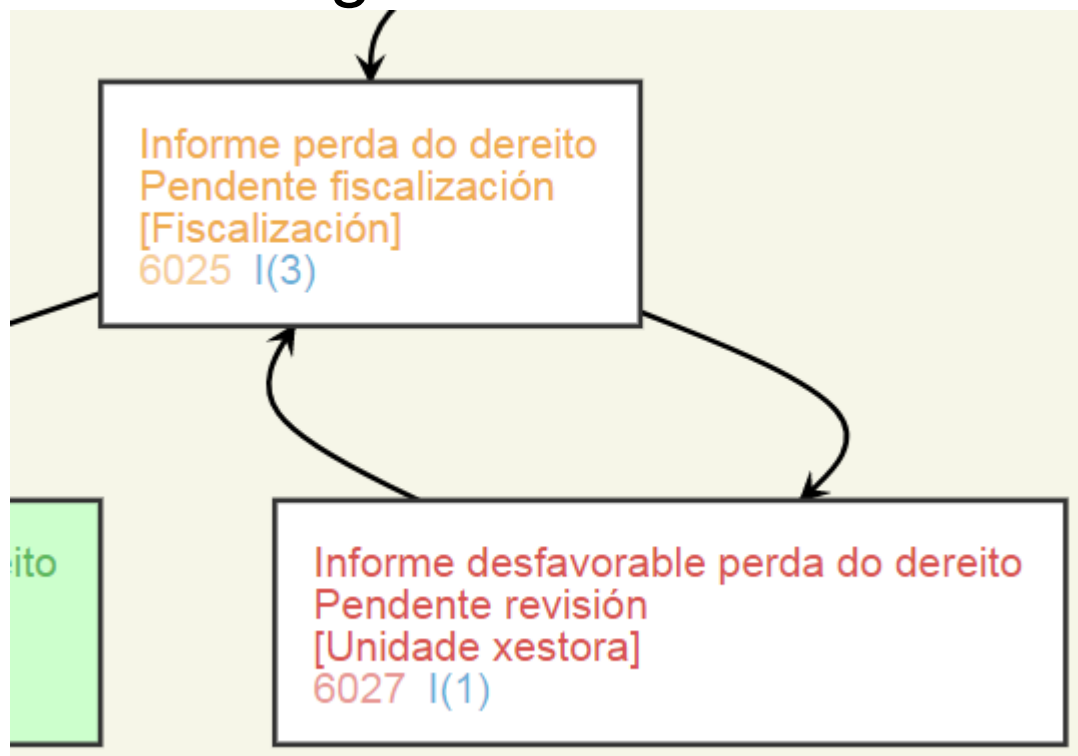 Informe perda do dereito
Pendente fiscalización
[Fiscalización]
6025 I(3)
ito
Informe desfavorable perda do dereito
Pendente revisión
[Unidade xestora]
6027 I(1)